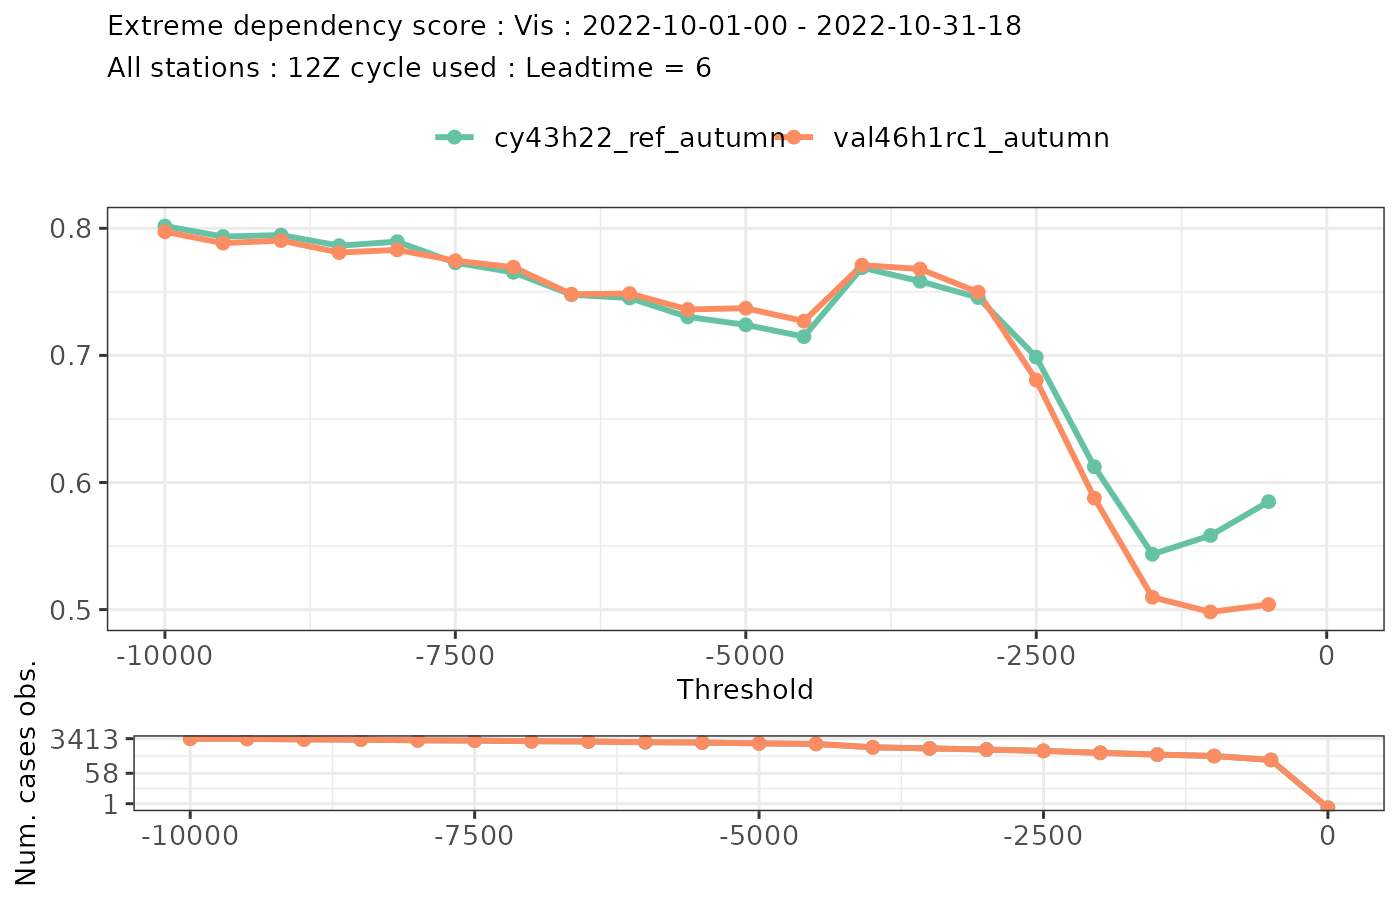 Extreme dependency score : Vis : 2022-10-01-00 - 2022-10-31-18
All stations : 12Z cycle used : Leadtime = 6
cy43h22_ref_autumn val46h1rc1_autumn
0.8
0.7
0.6
0.5
-10000 -7500 -5000 -2500 0
Threshold
Num. cases obs.
3413
58
1
-10000 -7500 -5000 -2500 0